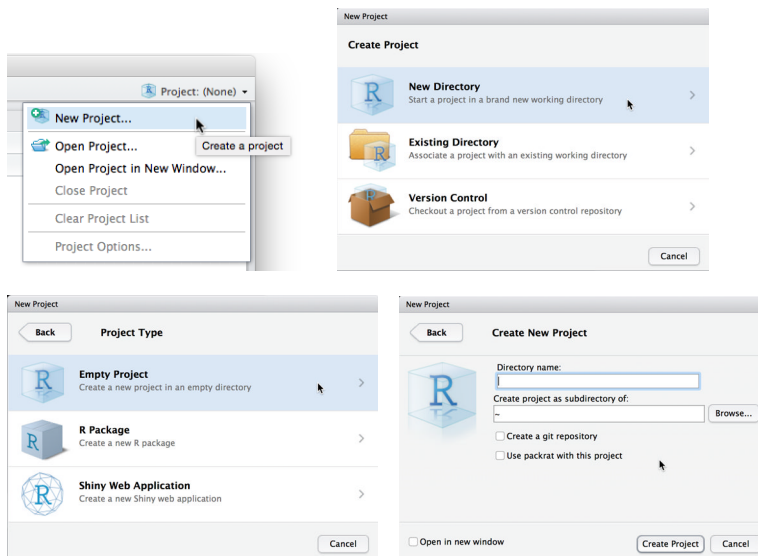 Project: (None)
New Project...
Create a project
Open Project...
Open Project in New Window...
Close Project
Clear Project List
Project Options...
New Project
Create Project
R
New Directory
Start a project in a brand new working directory
R
Existing Directory
Associate a project with an existing working directory
Version Control
Checkout a project from a version control repository
Cancel
New Project
Back
Project Type
R
Empty Project
Create a new project in an empty directory
R
R Package
Create a new R package
R
Shiny Web Application
Create a new Shiny web application
Cancel
New Project
Back
Create New Project
R
Directory name:
Create project as subdirectory of:
~
Browse...
Create a git repository
Use packrat with this project
Open in new window
Create Project
Cancel